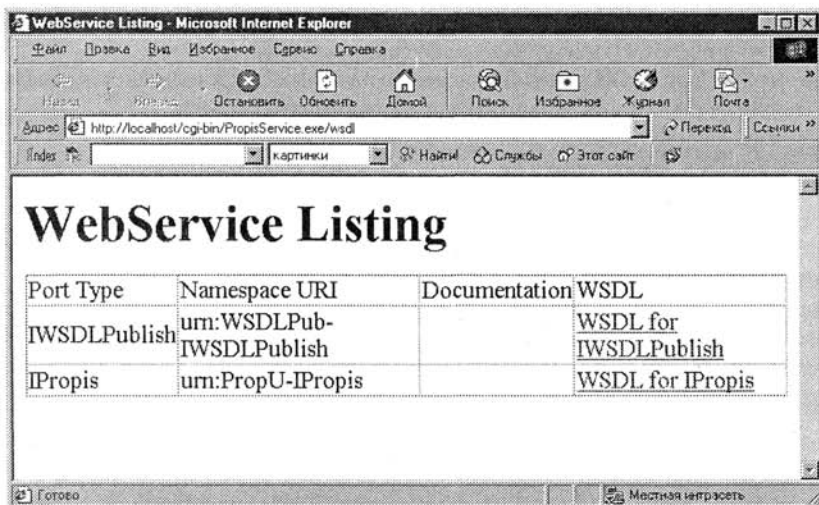 WebService Listing - Microsoft Internet Explorer
Файл Правка Вид Избранное Сервис Справка
Назад Вперед Остановить Обновить Домой Поиск Избранное Журнал Почта »
Адрес http://localhost/cgi-bin/PropisService.exe/wsdl Переход Ссылки »
Яndex картинки Найти! Службы Этот сайт
WebService Listing
Port Type Namespace URI Documentation WSDL
IWSDLPublish urn:WSDLPub-IWSDLPublish WSDL for IWSDLPublish
IPropis urn:PropU-IPropis WSDL for IPropis
Готово Местная интрасеть